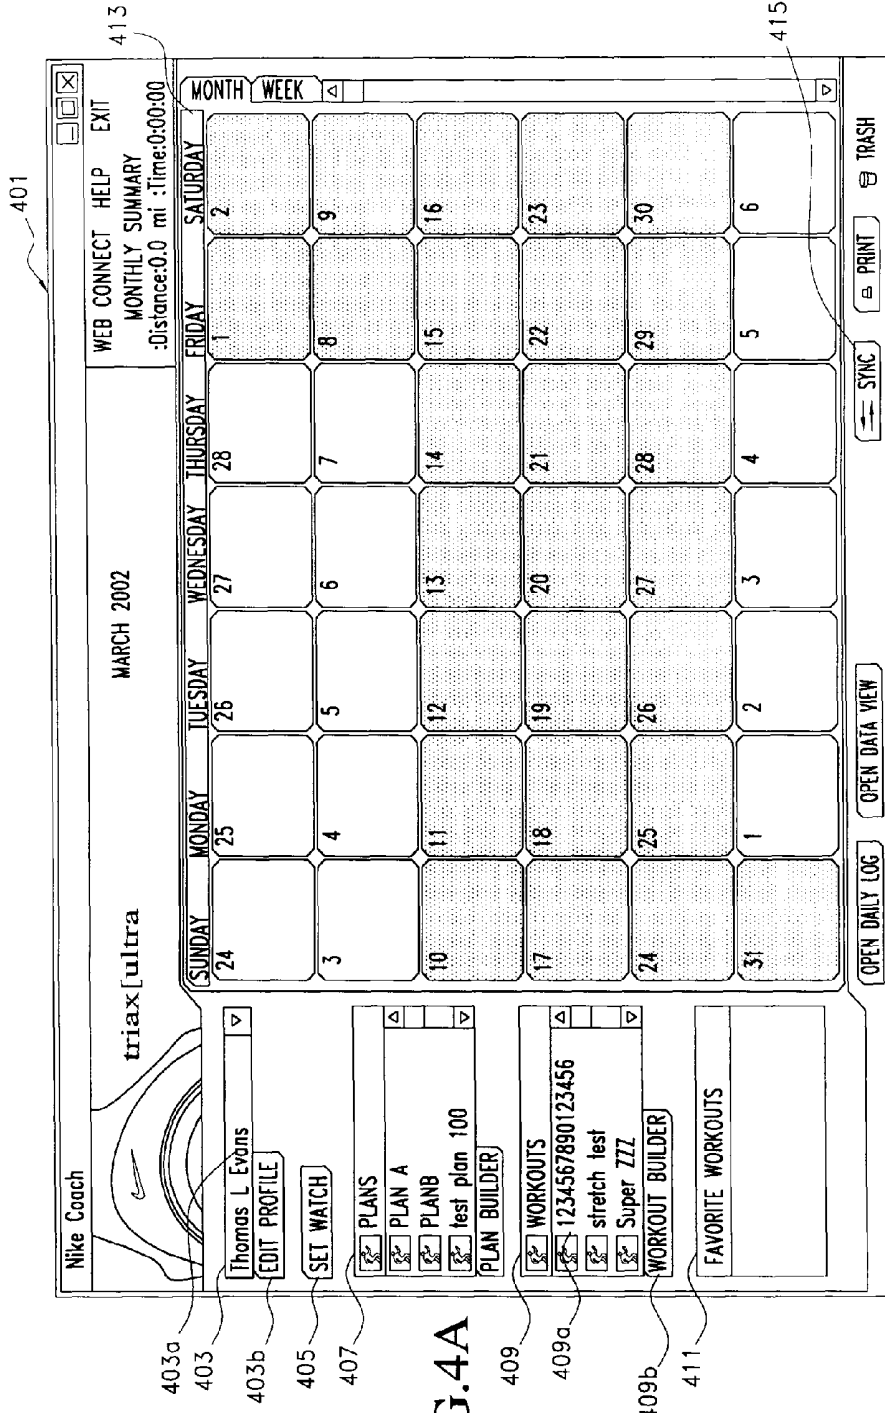 401
Nike Coach
WEB CONNECT HELP EXIT
triax[ultra
MARCH 2002
MONTHLY SUMMARY
:Distance:0.0 mi :Time:0:00:00
413
403a
403
Thomas L Evans
403b
EDIT PROFILE
405
SET WATCH
407
PLANS
PLAN A
PLANB
test plan 100
PLAN BUILDER
409
WORKOUTS
409a
1234567890123456
stretch test
Super ZZZ
409b
WORKOUT BUILDER
411
FAVORITE WORKOUTS
SUNDAY MONDAY TUESDAY WEDNESDAY THURSDAY FRIDAY SATURDAY
24 25 26 27 28 1 2
3 4 5 6 7 8 9
10 11 12 13 14 15 16
17 18 19 20 21 22 23
24 25 26 27 28 29 30
31 1 2 3 4 5 6
MONTH
WEEK
OPEN DAILY LOG OPEN DATA VIEW SYNC PRINT TRASH
415
G.4A